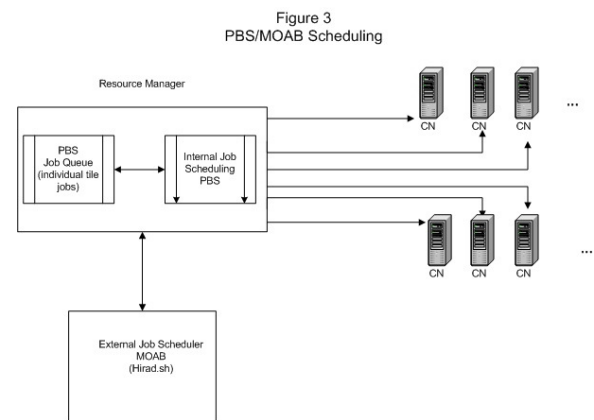 Figure 3
PBS/MOAB Scheduling
Resource Manager
PBS
Job Queue
(individual tile
jobs)
Internal Job
Scheduling
PBS
CN
CN
CN
...
CN
CN
CN
...
External Job Scheduler
MOAB
(Hirad.sh)